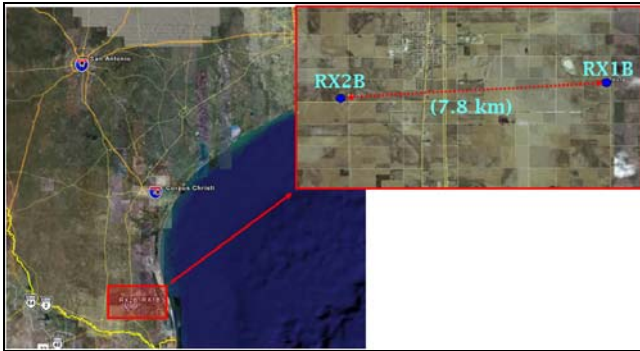 San Antonio
Corpus Christi
RX2B
RX1B
(7.8 km)